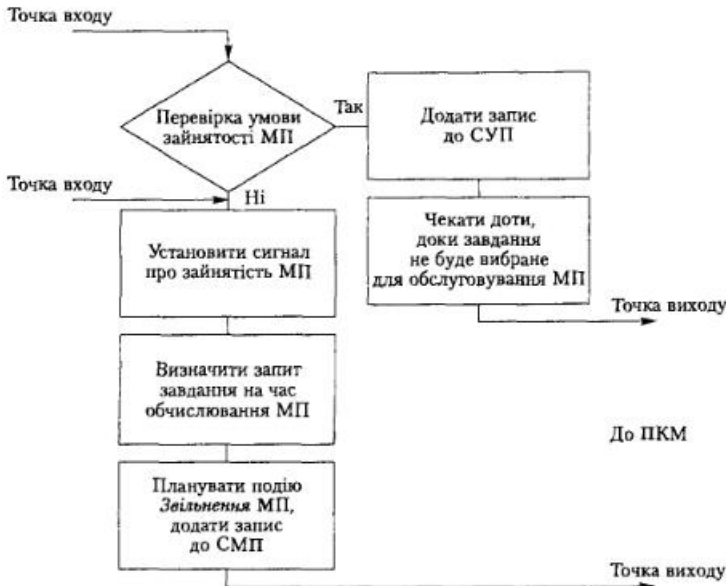 Точка входу
Перевірка умови
зайнятості МП
Так
Додати запис
до СУП
Точка входу
Ні
Чекати доти,
доки завдання
не буде вибране
для обслуговування МП
Установити сигнал
про зайнятість МП
Точка виходу
Визначити запит
завдання на час
обчислювання МП
До ПКМ
Планувати подію
Звільнення МП,
додати запис
до СМП
Точка виходу